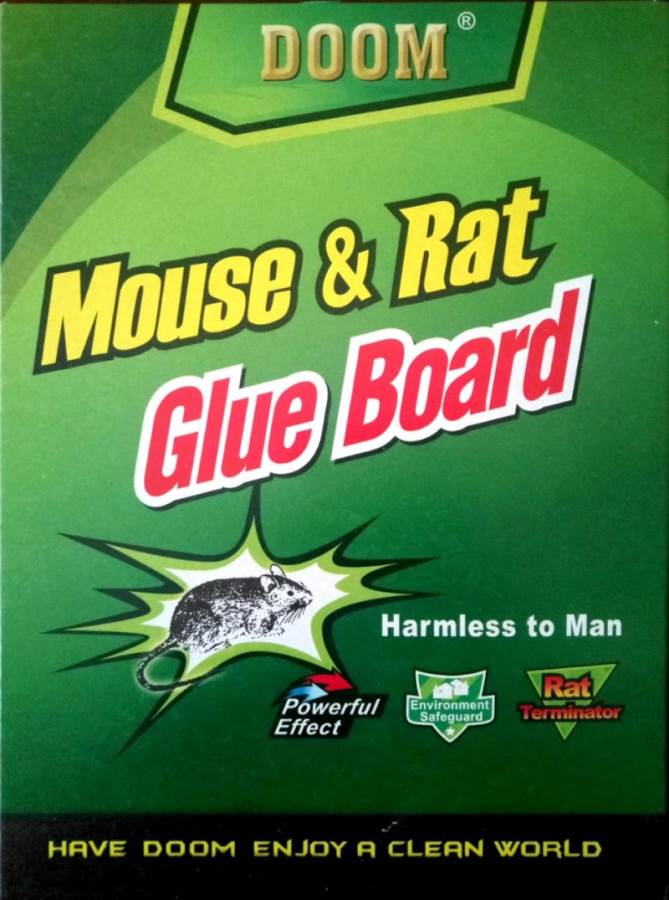 DOOM®
Mouse & Rat
Glue Board
Harmless to Man
Powerful
Effect
Environment
Safeguard
Rat
Terminator
HAVE DOOM ENJOY A CLEAN WORLD